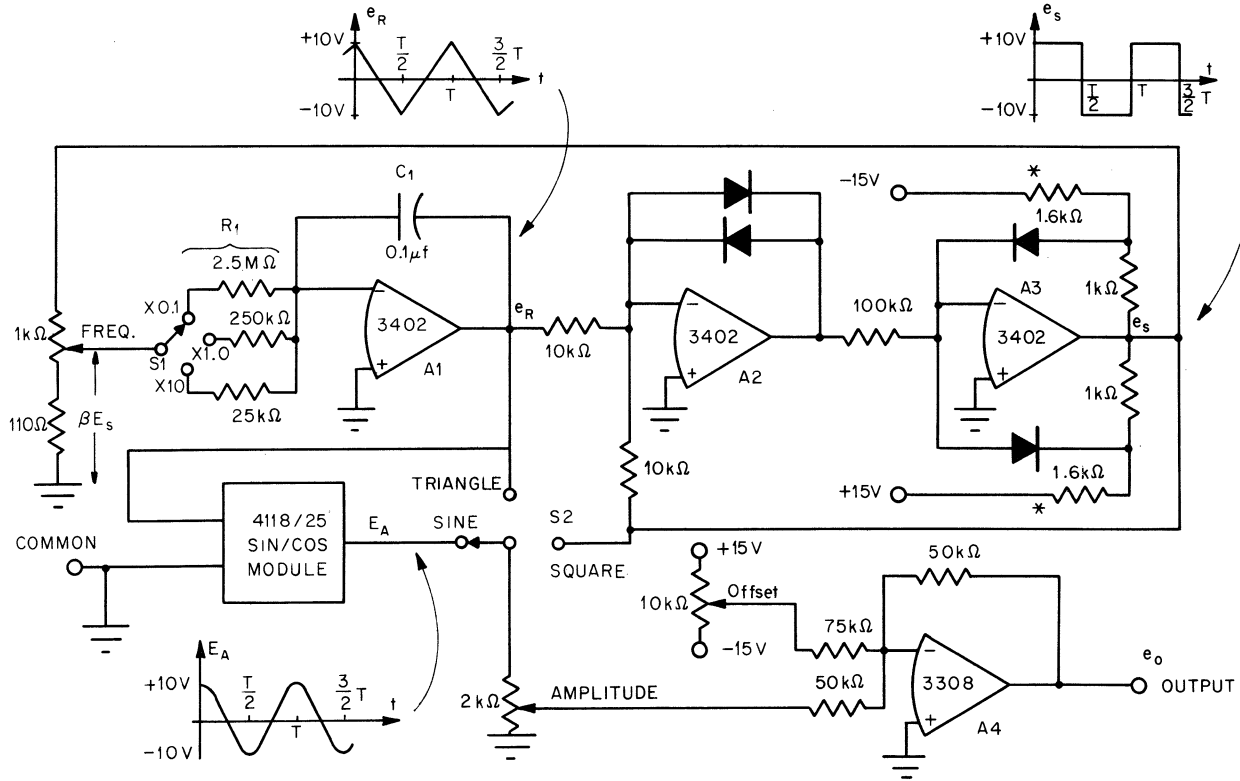 e_R
+10V
T/2
3/2 T
t
-10V
T
e_s
+10V
t
T/2
T
3/2 T
-10V
C₁
0.1μf
R₁
2.5MΩ
X0.1
250kΩ
X1.0
S1
X10
25kΩ
1kΩ
FREQ.
110Ω
βE_s
-
3402
+
A1
e_R
10kΩ
-
3402
+
A2
100kΩ
-15V
*
1.6kΩ
A3
1kΩ
-
3402
+
e_s
1kΩ
+15V
1.6kΩ
*
10kΩ
TRIANGLE
4118/25
SIN/COS
MODULE
E_A
SINE
S2
SQUARE
COMMON
+15V
10kΩ
Offset
-15V
50kΩ
75kΩ
50kΩ
-
3308
+
A4
e_o
OUTPUT
E_A
+10V
T/2
3/2 T
t
T
-10V
2kΩ
AMPLITUDE